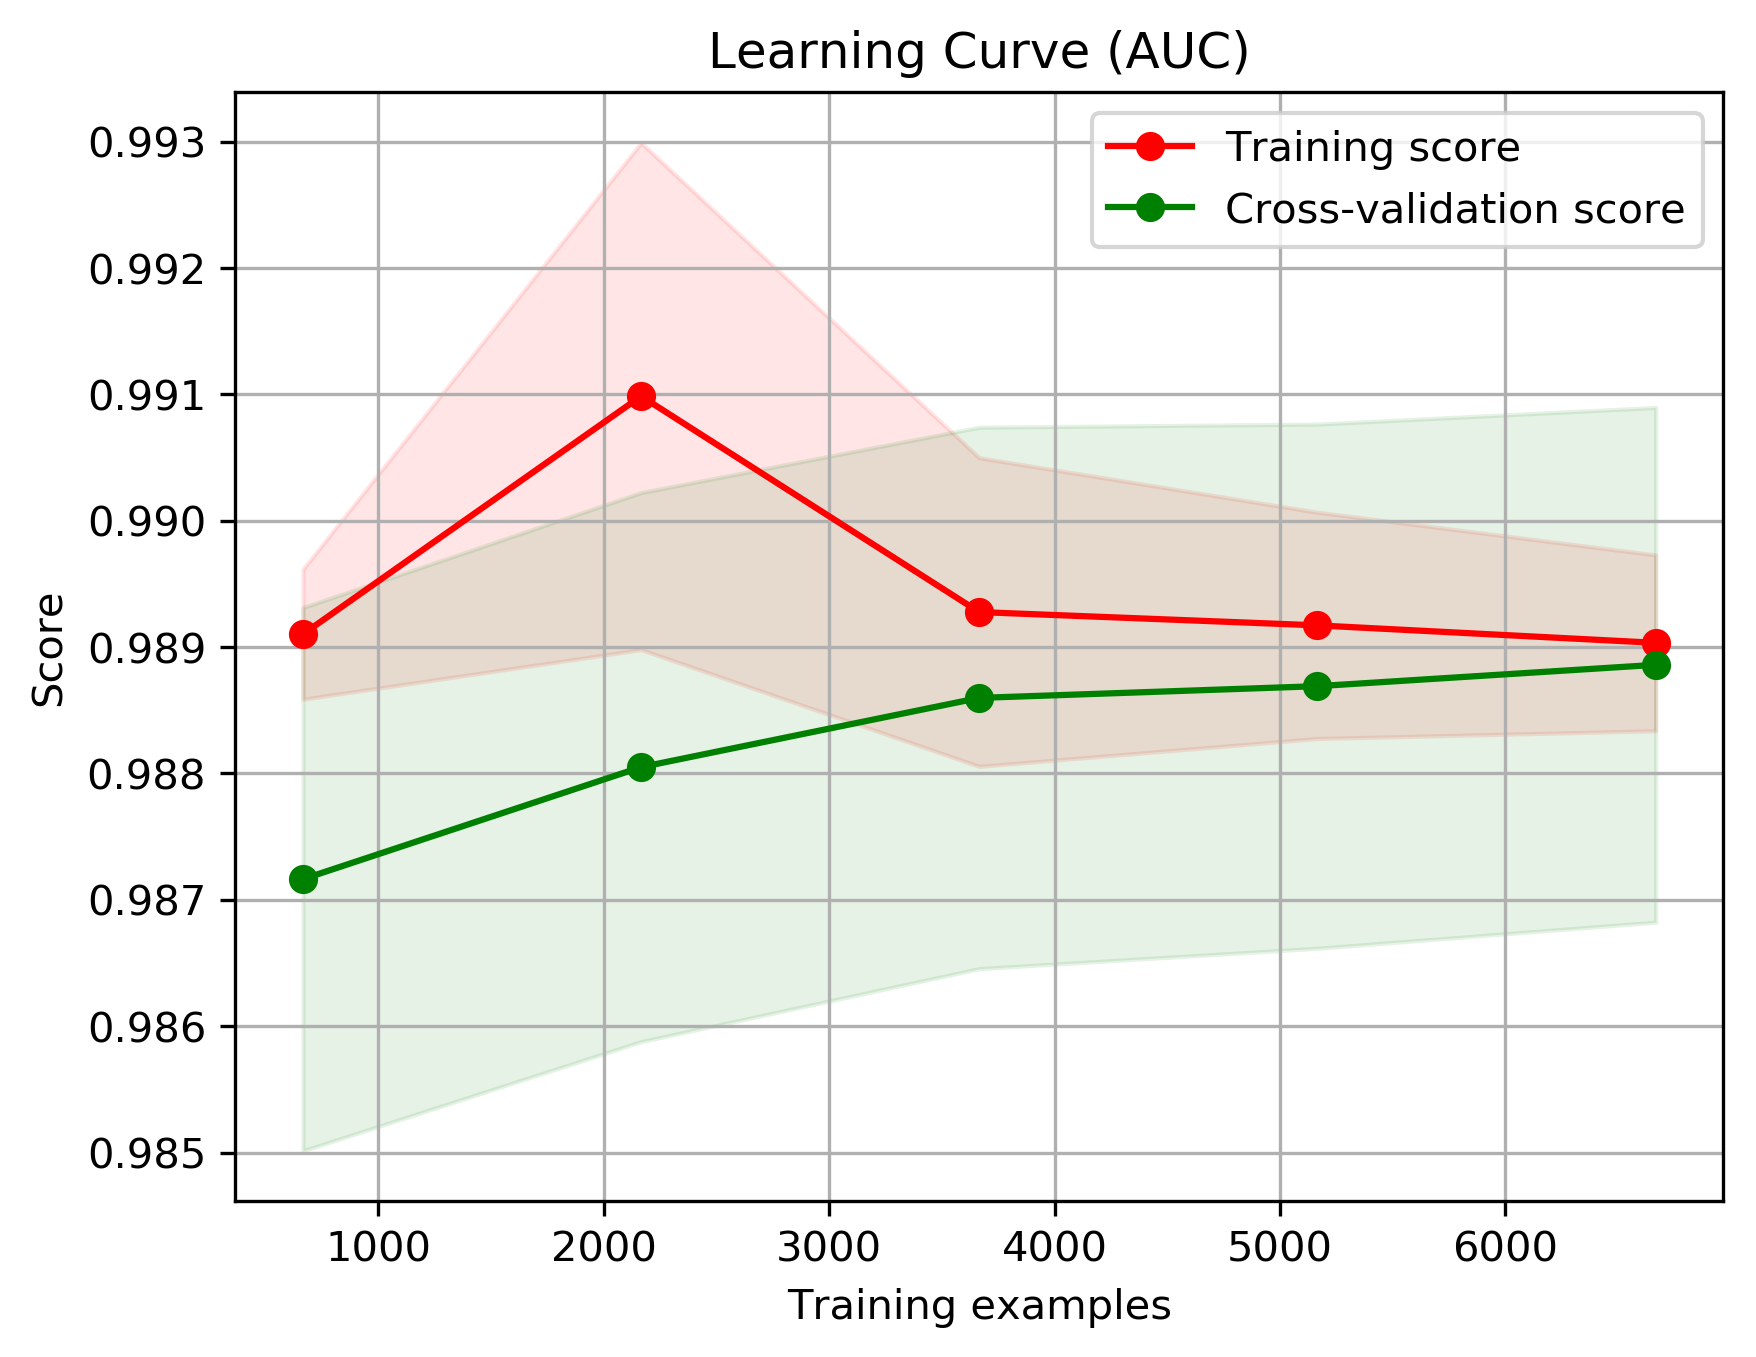 Learning Curve (AUC)
Training score
Cross-validation score
0.993
0.992
0.991
0.990
0.989
0.988
0.987
0.986
0.985
Score
1000 2000 3000 4000 5000 6000
Training examples